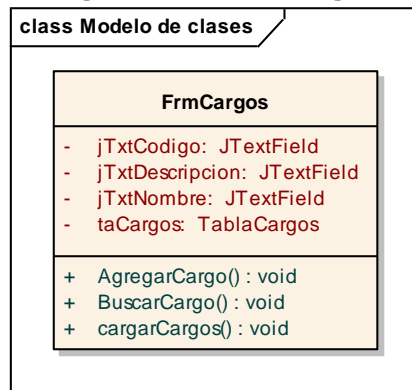 class Modelo de clases
FrmCargos
- jTxtCodigo: JTextField
- jTxtDescripcion: JTextField
- jTxtNombre: JTextField
- taCargos: TablaCargos
+ AgregarCargo() : void
+ BuscarCargo() : void
+ cargarCargos() : void